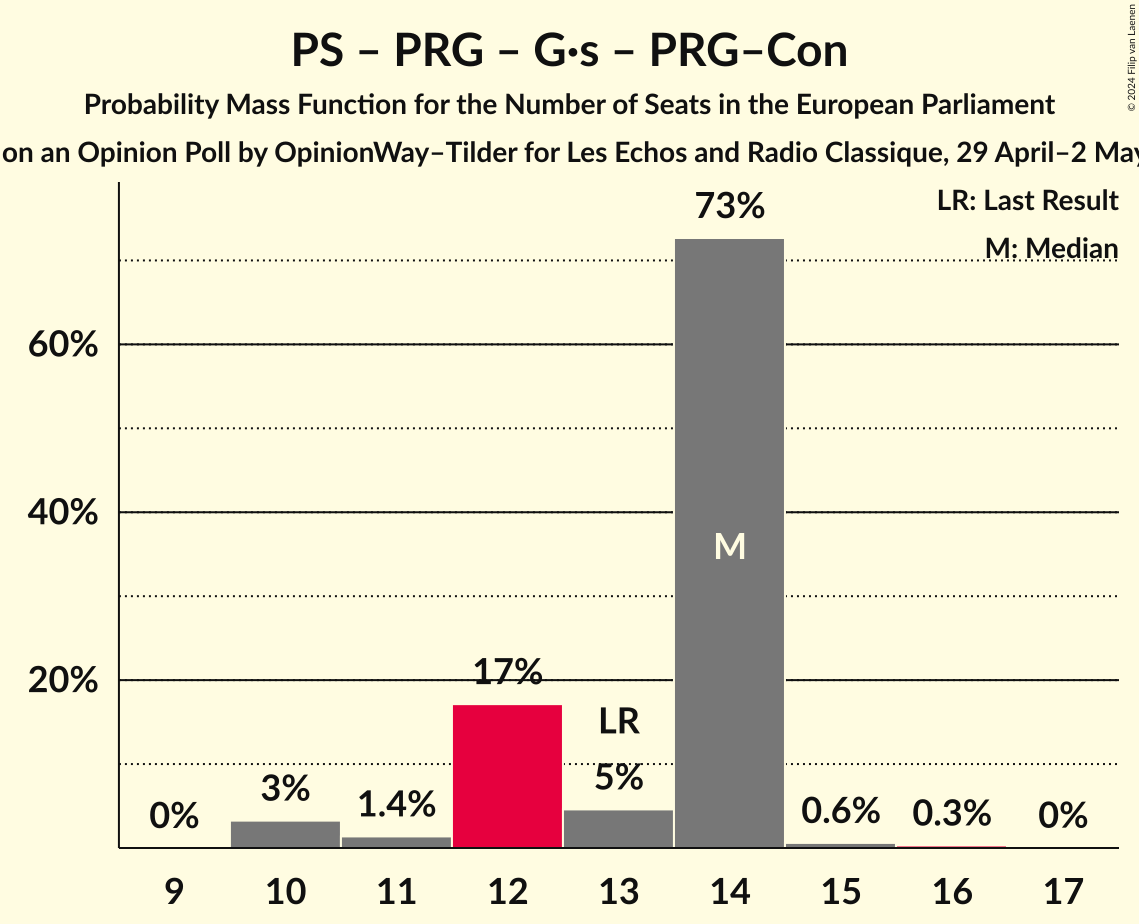 PS – PRG – G·s – PRG–Con
Probability Mass Function for the Number of Seats in the European Parliament
on an Opinion Poll by OpinionWay–Tilder for Les Echos and Radio Classique, 29 April–2 May
© 2024 Filip van Laenen
LR: Last Result
M: Median
73%
60%
40%
M
20%
17%
LR
5%
3%
1.4%
0%
0.6%
0.3%
0%
9 10 11 12 13 14 15 16 17